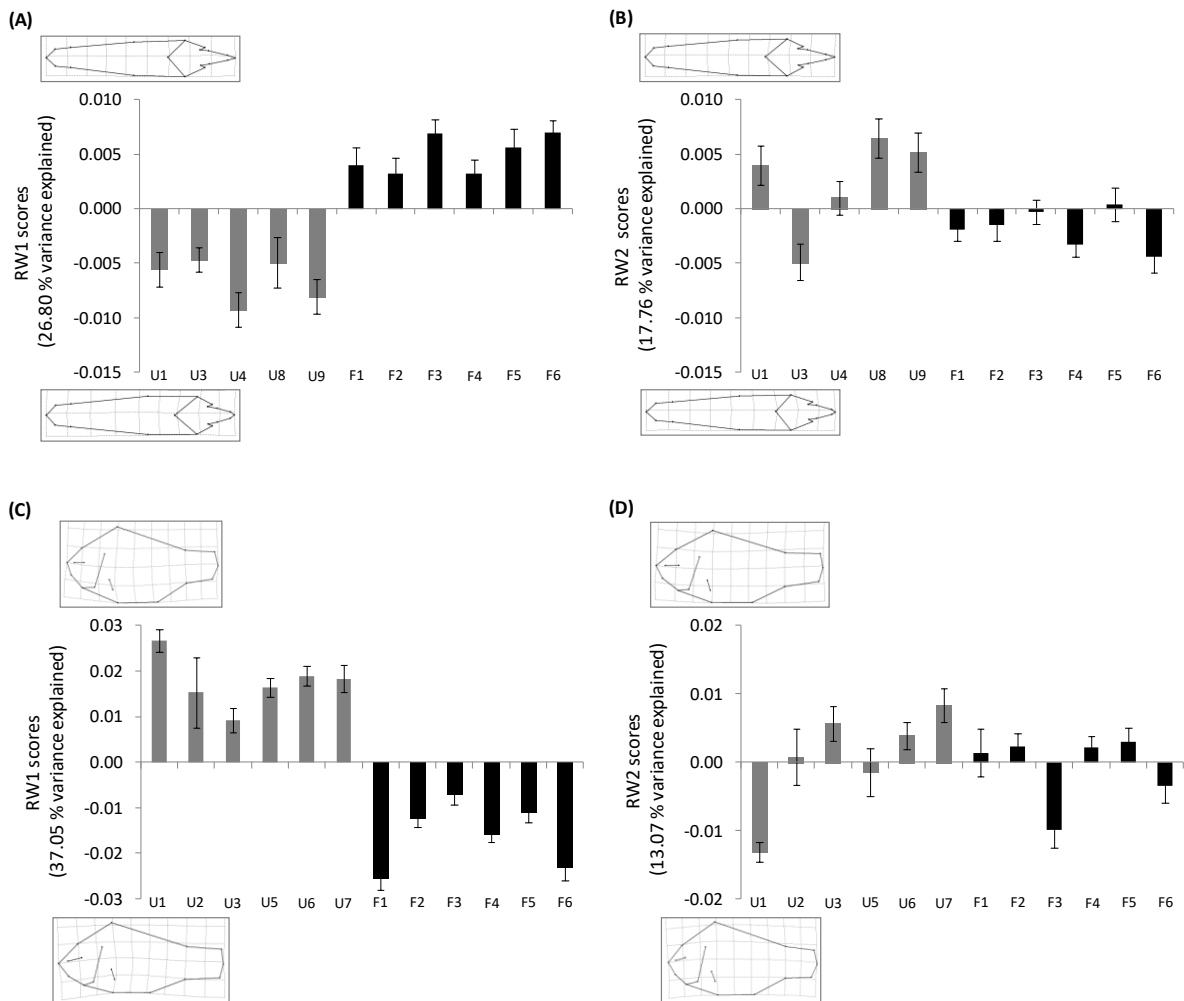 (A)
0.010
0.005
0.000
-0.005
-0.010
-0.015
RW1 scores
(26.80 % variance explained)
U1 U3 U4 U8 U9 F1 F2 F3 F4 F5 F6
(B)
0.010
0.005
0.000
-0.005
-0.010
-0.015
RW2 scores
(17.76 % variance explained)
U1 U3 U4 U8 U9 F1 F2 F3 F4 F5 F6
(C)
0.03
0.02
0.01
0.00
-0.01
-0.02
-0.03
RW1 scores
(37.05 % variance explained)
U1 U2 U3 U5 U6 U7 F1 F2 F3 F4 F5 F6
(D)
0.02
0.01
0.00
-0.01
-0.02
RW2 scores
(13.07 % variance explained)
U1 U2 U3 U5 U6 U7 F1 F2 F3 F4 F5 F6